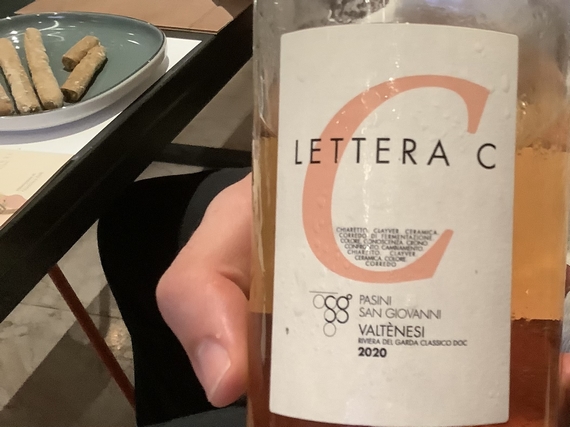 LETTERA C
CHIARETTO CLAYVER CERAMICA
CORREDO DI FERMENTAZIONE
COLORE CONOSCENZA CRONO
CONFRONTO CAMBIAMENTO
CHIARETTO CLAYVER
CERAMICA COLORE
CORREDO
PASINI
SAN GIOVANNI
VALTÈNESI
RIVIERA DEL GARDA CLASSICO DOC
2020